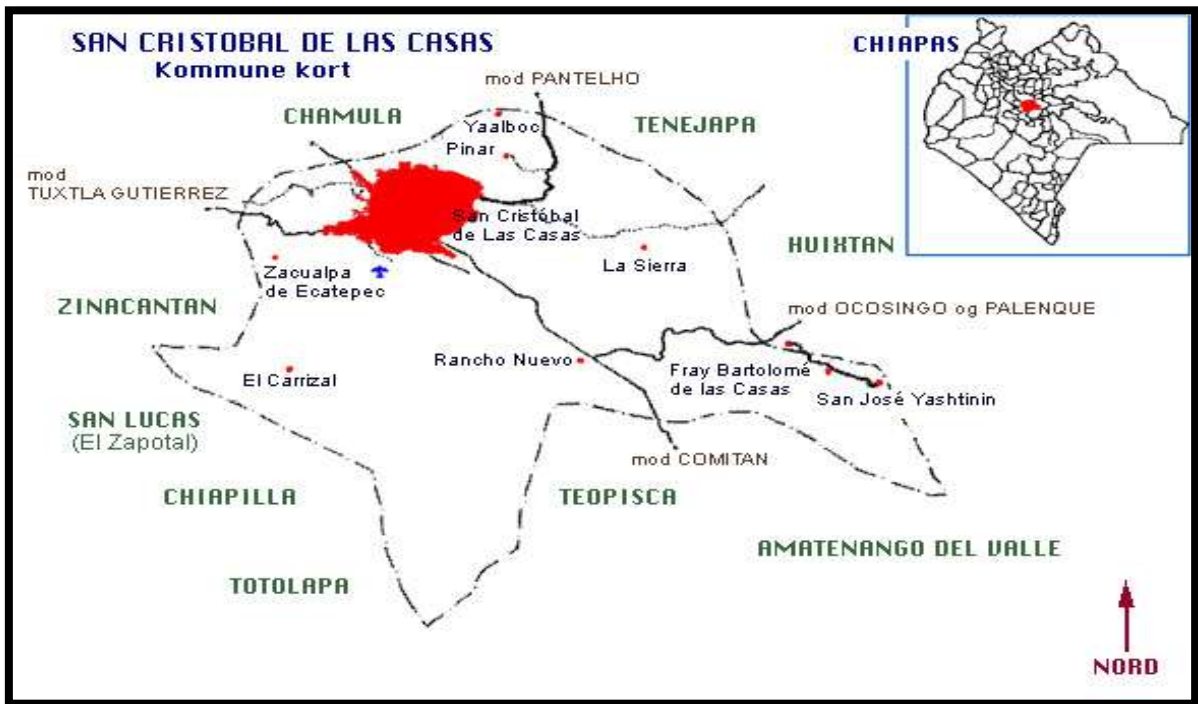 SAN CRISTOBAL DE LAS CASAS
Kommune kort
CHIAPAS
mod PANTELHO
CHAMULA
TENEJAPA
Yaalboc
Pinar
mod
TUXTLA GUTIERREZ
San Cristóbal
de Las Casas
La Sierra
HUIXTAN
Zacualpa
de Ecatepec
ZINACANTAN
mod OCOSINGO og PALENQUE
Rancho Nuevo
El Carrizal
Fray Bartolomé
de las Casas
San José Yashtinin
SAN LUCAS
(El Zapotal)
mod COMITAN
CHIAPILLA
TEOPISCA
AMATENANGO DEL VALLE
TOTOLAPA
NORD